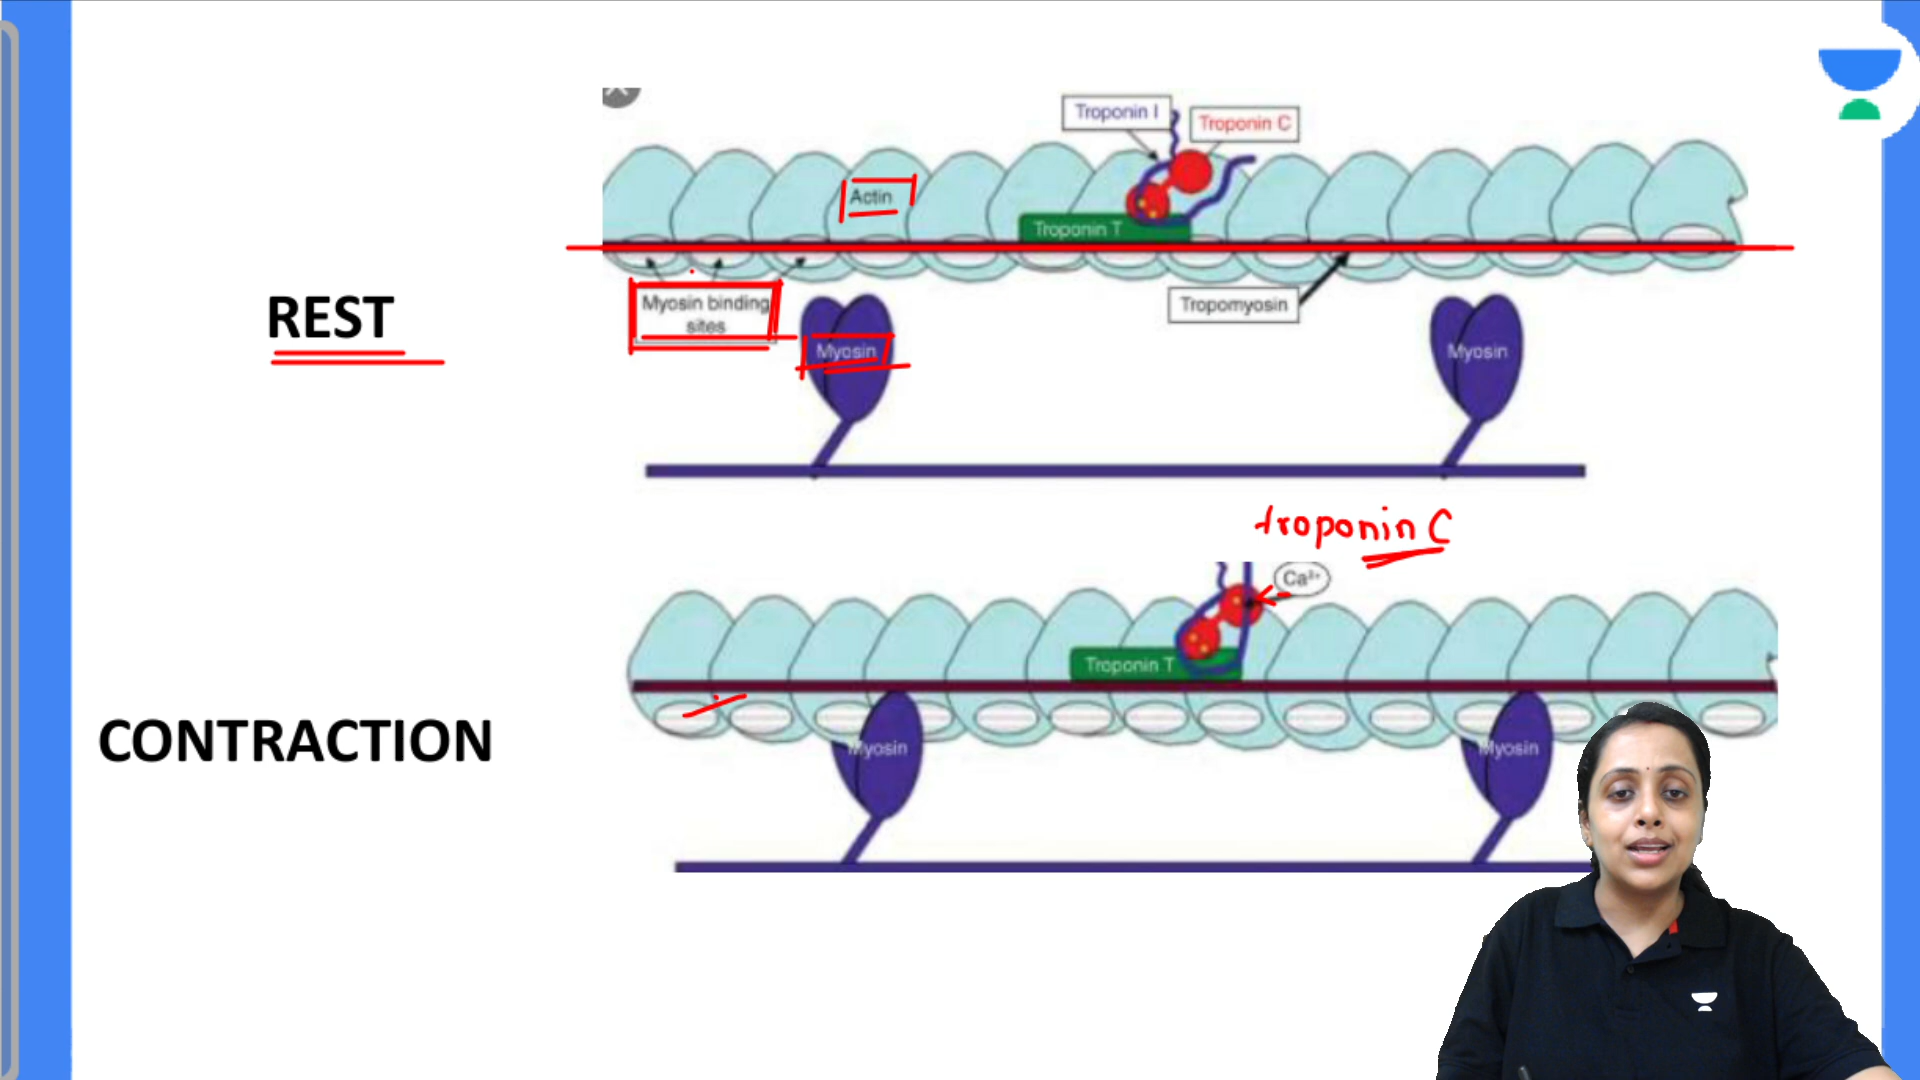 Troponin I
Troponin C
Actin
Troponin T
Myosin binding
sites
Myosin
Tropomyosin
Myosin
REST
troponin C
Ca²⁺
Troponin T
CONTRACTION
Myosin
Myosin